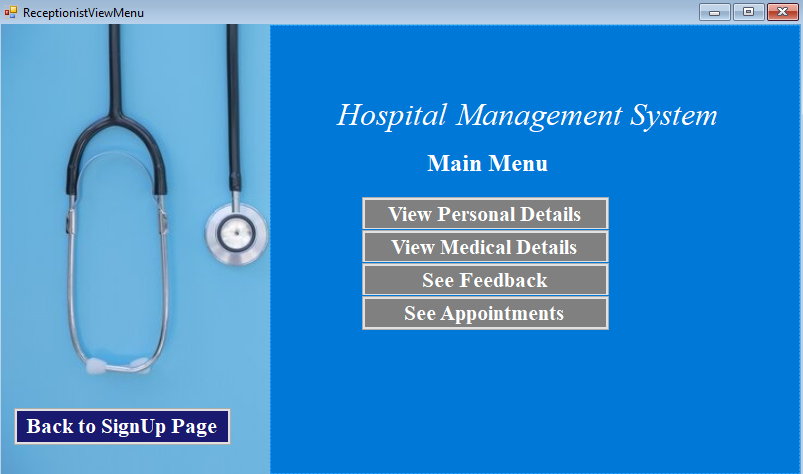 ReceptionistViewMenu
Hospital Management System
Main Menu
View Personal Details
View Medical Details
See Feedback
See Appointments
Back to SignUp Page